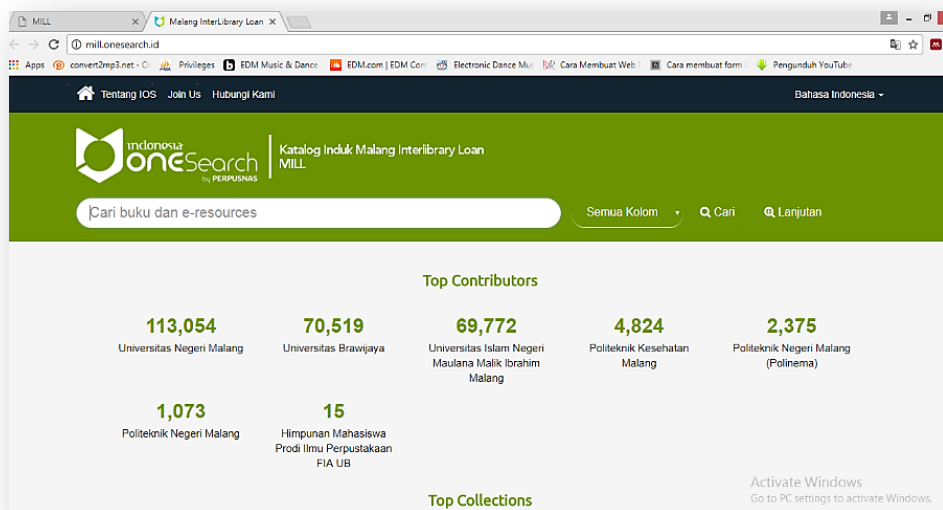 MILL
Malang InterLibrary Loan
mill.onesearch.id
Apps convert2mp3.net - O Privileges EDM Music & Dance EDM.com | EDM Com Electronic Dance Mus Cara Membuat Web Cara membuat form Pengunduh YouTube
Tentang IOS Join Us Hubungi Kami Bahasa Indonesia
indonesia
oneSearch
by PERPUSNAS
Katalog Induk Malang Interlibrary Loan
MILL
Cari buku dan e-resources Semua Kolom Cari Lanjutan
Top Contributors
113,054 70,519 69,772 4,824 2,375
Universitas Negeri Malang Universitas Brawijaya Universitas Islam Negeri Politeknik Kesehatan Politeknik Negeri Malang
Maulana Malik Ibrahim Malang (Polinema)
Malang
1,073 15
Politeknik Negeri Malang Himpunan Mahasiswa
Prodi Ilmu Perpustakaan
FIA UB
Top Collections
Activate Windows
Go to PC settings to activate Windows.